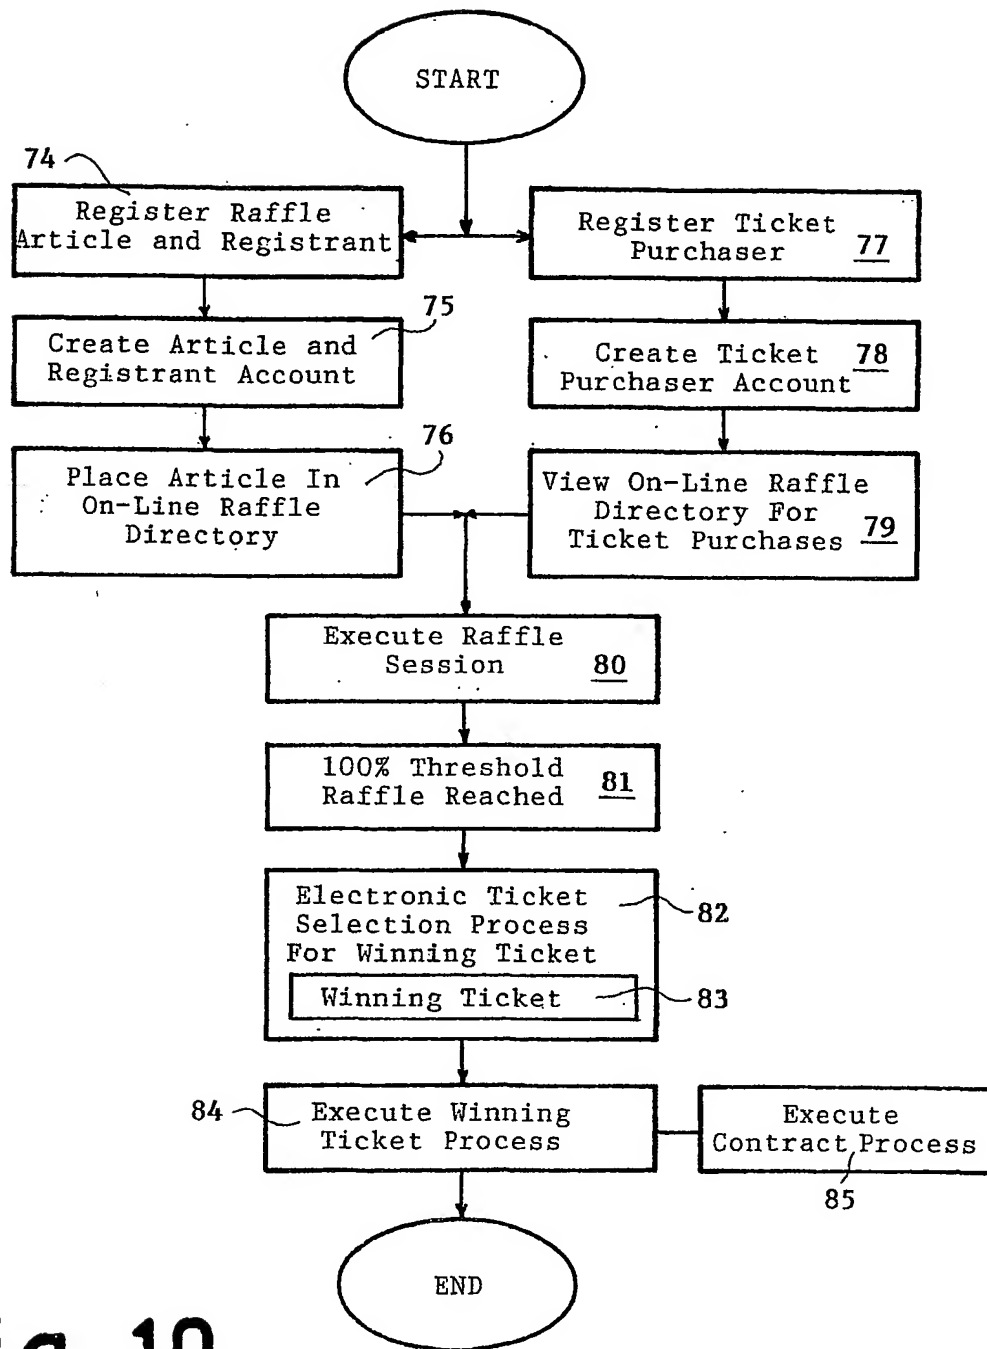 START
74
Register Raffle
Article and Registrant
Register Ticket
Purchaser 77
75
Create Article and
Registrant Account
Create Ticket 78
Purchaser Account
76
Place Article In
On-Line Raffle
Directory
View On-Line Raffle
Directory For
Ticket Purchases 79
Execute Raffle
Session 80
100% Threshold
Raffle Reached 81
Electronic Ticket
Selection Process
For Winning Ticket
82
Winning Ticket
83
84
Execute Winning
Ticket Process
Execute
Contract Process
85
END